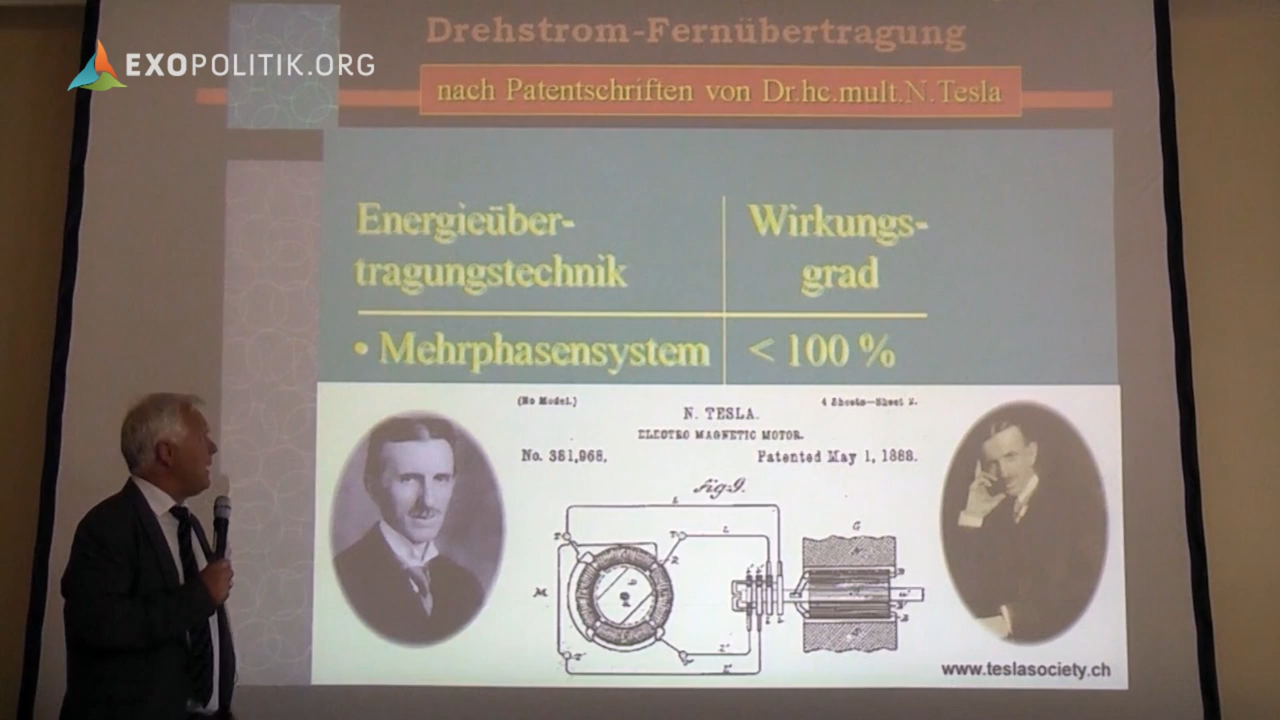 EXOPOLITIK.ORG
Drehstrom-Fernübertragung
nach Patentschriften von Dr.hc.mult.N.Tesla
Energieüber-
tragungstechnik
Wirkungs-
grad
• Mehrphasensystem
< 100 %
(No Model.)
4 Sheets—Sheet 2.
N. TESLA.
ELECTRO MAGNETIC MOTOR.
No. 381,968.
Patented May 1, 1888.
Fig. 9.
M
G
www.teslasociety.ch